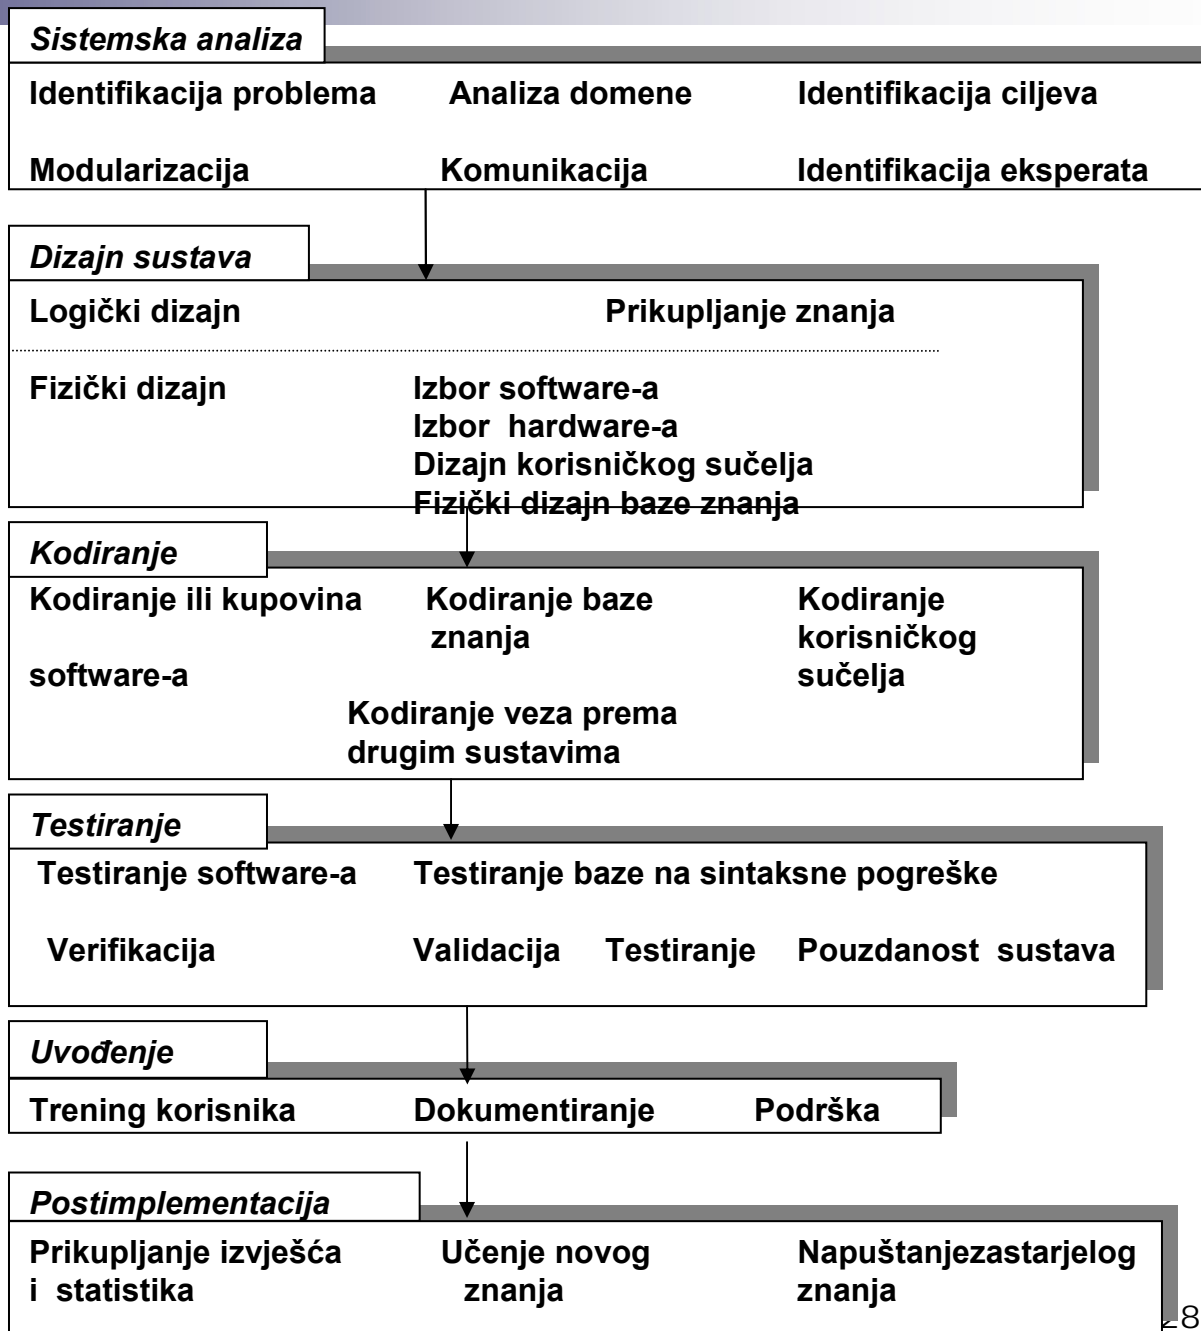 Sistemska analiza
Identifikacija problema Analiza domene Identifikacija ciljeva
Modularizacija Komunikacija Identifikacija eksperata
Dizajn sustava
Logički dizajn Prikupljanje znanja
Fizički dizajn Izbor software-a
Izbor hardware-a
Dizajn korisničkog sučelja
Fizički dizajn baze znanja
Kodiranje
Kodiranje ili kupovina Kodiranje baze Kodiranje
znanja korisničkog
software-a sučelja
Kodiranje veza prema
drugim sustavima
Testiranje
Testiranje software-a Testiranje baze na sintaksne pogreške
Verifikacija Validacija Testiranje Pouzdanost sustava
Uvođenje
Trening korisnika Dokumentiranje Podrška
Postimplementacija
Prikupljanje izvješća Učenje novog Napuštanjezastarjelog
i statistika znanja znanja
28